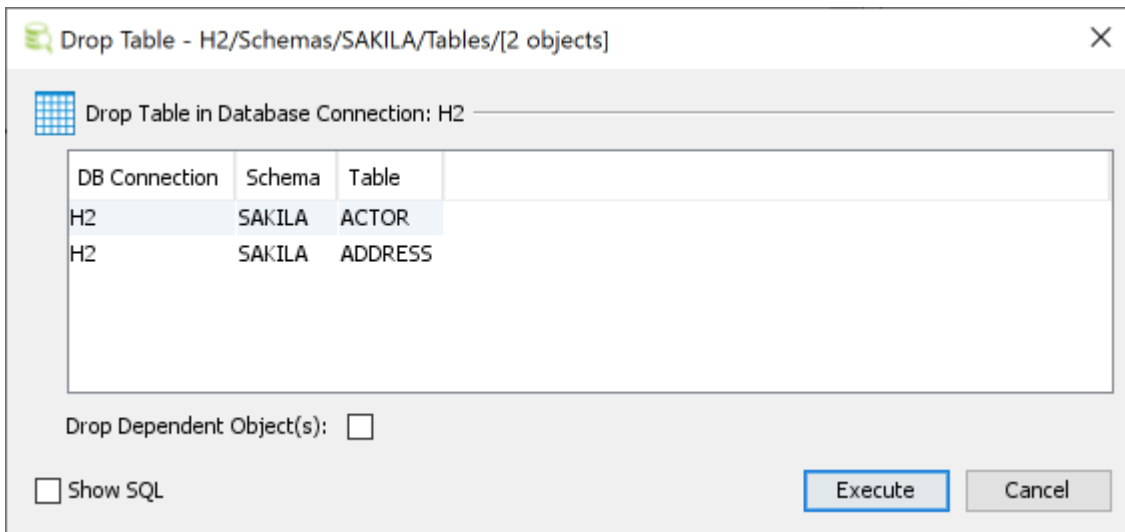 Drop Table - H2/Schemas/SAKILA/Tables/[2 objects]
Drop Table in Database Connection: H2
DB Connection Schema Table
H2 SAKILA ACTOR
H2 SAKILA ADDRESS
Drop Dependent Object(s):
Show SQL Execute Cancel